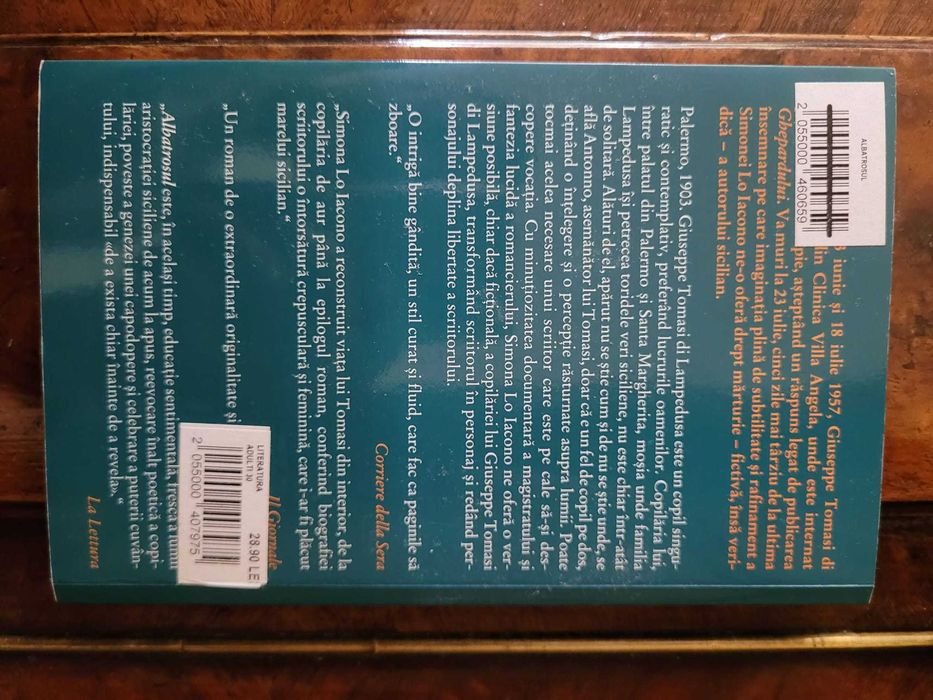 ALBATROSUL
2 055000 460659
3 iunie și 18 iulie 1957, Giuseppe Tomasi di
din Clinica Villa Angela, unde este internat
pie, așteptând un răspuns legat de publicarea
Ghepardului. Va muri la 23 iulie, cinci zile mai târziu de la ultima
însemnare pe care imaginația plină de subtilitate și rafinament a
Simonei Lo Iacono ne-o oferă drept mărturie – fictivă, însă veri-
dică – a autorului sicilian.
Palermo, 1903. Giuseppe Tomasi di Lampedusa este un copil singu-
ratic și contemplativ, preferând lucrurile oamenilor. Copilăria lui,
între palatul din Palermo și Santa Margherita, moșia unde familia
Lampedusa își petrecea toridele veri siciliene, nu este chiar într-atât
de solitară. Alături de el, apărut nu se știe cum și de nu se știe unde, se
află Antonno, asemănător lui Tomasi, doar că e un fel de copil pe dos,
deținând o înțelegere și o percepție răsturnate asupra lumii. Poate
tocmai acelea necesare unui scriitor care este pe cale să-și des-
copere vocația. Cu minuțiozitatea documentară a magistratului și
fantezia lucidă a romancierului, Simona Lo Iacono ne oferă o ver-
siune posibilă, chiar dacă ficțională, a copilăriei lui Giuseppe Tomasi
di Lampedusa, transformând scriitorul în personaj și redând per-
sonajului deplina libertate a scriitorului.
„O intrigă bine gândită, un stil curat și fluid, care fac ca paginile să
zboare.“
Corriere della Sera
„Simona Lo Iacono a reconstruit viața lui Tomasi din interior, de la
copilăria de aur până la epilogul roman, conferind biografiei
scriitorului o întorsătură crepusculară și feminină, care i-ar fi plăcut
marelui sicilian.“
Il Giornale
„Un roman de o extraordinară originalitate și
LITERATURA
ADULTI 10
28.90 LEI
2 055000 407975
„Albatrosul este, în același timp, educație sentimentală, frescă a lumii
aristocrației siciliene de acum la apus, reevocare înalt poetică a copi-
lăriei, poveste a genezei unei capodopere și celebrare a puterii cuvân-
tului, indispensabil «de a exista chiar înainte de a revela».“
La Lettura